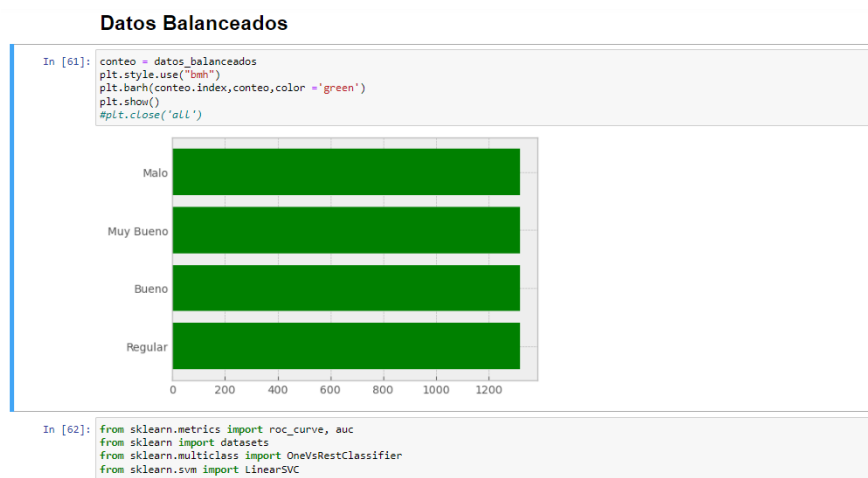 Datos Balanceados
In [61]: conteo = datos_balanceados
plt.style.use("bmh")
plt.barh(conteo.index,conteo,color ='green')
plt.show()
#plt.close('all')
Malo
Muy Bueno
Bueno
Regular
0 200 400 600 800 1000 1200
In [62]: from sklearn.metrics import roc_curve, auc
from sklearn import datasets
from sklearn.multiclass import OneVsRestClassifier
from sklearn.svm import LinearSVC